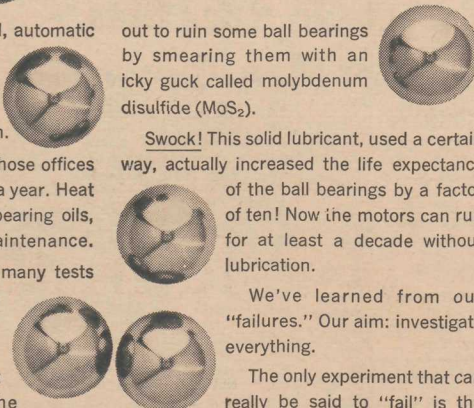 , automatic
n.
hose offices
a year. Heat
bearing oils,
aintenance.
many tests
ne
out to ruin some ball bearings
by smearing them with an
icky guck called molybdenum
disulfide (MoS₂).
Swock! This solid lubricant, used a certai
way, actually increased the life expectanc
of the ball bearings by a facto
of ten! Now the motors can ru
for at least a decade withou
lubrication.
We've learned from ou
"failures." Our aim: investigat
everything.
The only experiment that ca
really be said to "fail" is th